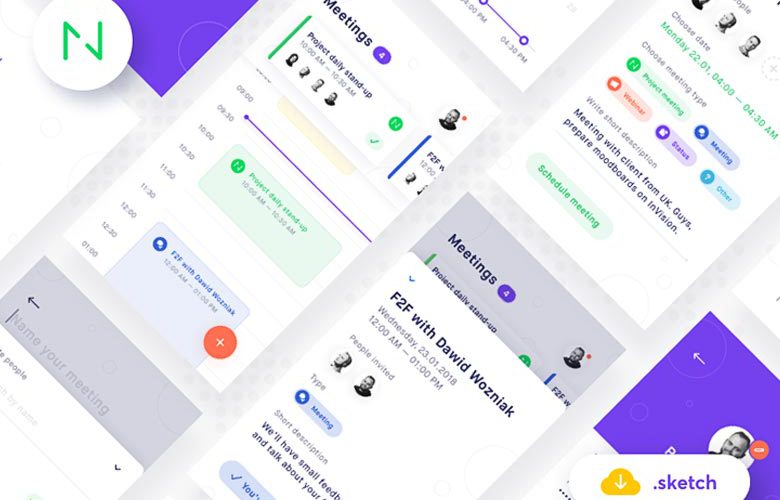 04:00 PM
04:30 PM
Choose date
Monday 22.01, 04:00 — 04:30 AM
Choose meeting type
Project meeting
Webinar
Meeting
Status
Other
Write short description
Meeting with client from UK. Guys,
prepare moodboards on InVision.
Schedule meeting
Meetings 4
Project daily stand-up
10:00 AM — 10:30 AM
09:00
09:30
10:00
10:30
11:00
11:30
12:00
12:30
01:00
Project daily stand-up
10:00 AM — 10:30 AM
F2F with Dawid Wozniak
12:00 AM — 01:00 PM
F2F w
12:00
Name your meeting
people
by name
Meetings 4
Project daily stand-up
F2F w
F2F with Dawid Wozniak
Wednesday, 23.01.2018
12:00 AM — 01:00 PM
People invited
Type
Meeting
Short description
We'll have small feedb
and talk about your
You'
.sketch